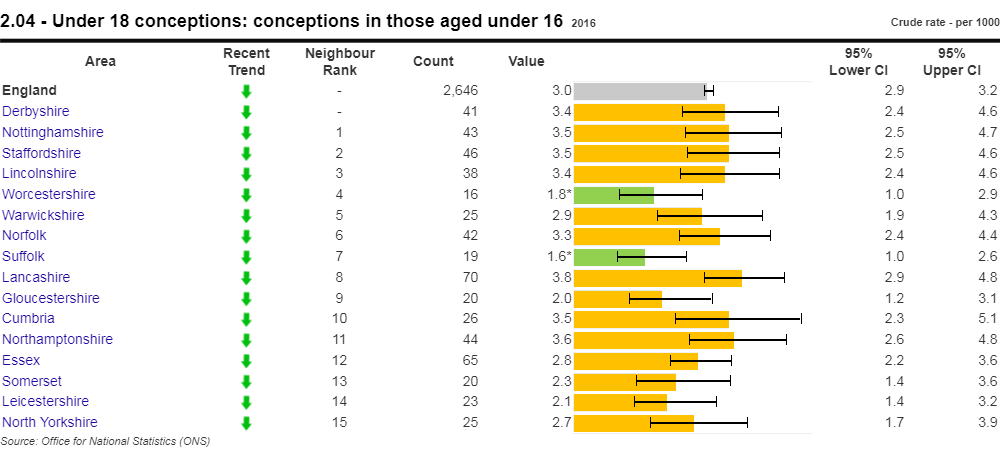 2.04 - Under 18 conceptions: conceptions in those aged under 16 2016 Crude rate - per 1000
Area Recent Trend Neighbour Rank Count Value 95% Lower CI 95% Upper CI
England - 2,646 3.0 2.9 3.2
Derbyshire - 41 3.4 2.4 4.6
Nottinghamshire 1 43 3.5 2.5 4.7
Staffordshire 2 46 3.5 2.5 4.6
Lincolnshire 3 38 3.4 2.4 4.6
Worcestershire 4 16 1.8* 1.0 2.9
Warwickshire 5 25 2.9 1.9 4.3
Norfolk 6 42 3.3 2.4 4.4
Suffolk 7 19 1.6* 1.0 2.6
Lancashire 8 70 3.8 2.9 4.8
Gloucestershire 9 20 2.0 1.2 3.1
Cumbria 10 26 3.5 2.3 5.1
Northamptonshire 11 44 3.6 2.6 4.8
Essex 12 65 2.8 2.2 3.6
Somerset 13 20 2.3 1.4 3.6
Leicestershire 14 23 2.1 1.4 3.2
North Yorkshire 15 25 2.7 1.7 3.9
Source: Office for National Statistics (ONS)